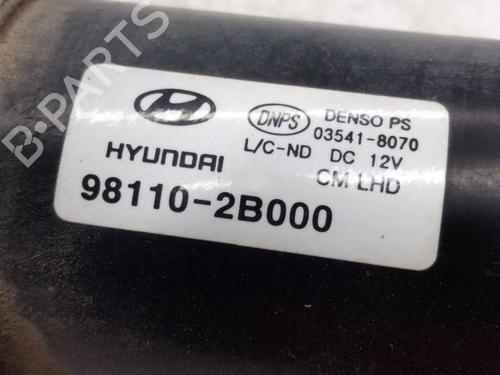 B-PARTS
DNPS
DENSO PS
03541-8070
L/C-ND DC 12V
CM LHD
HYUNDAI
98110-2B000